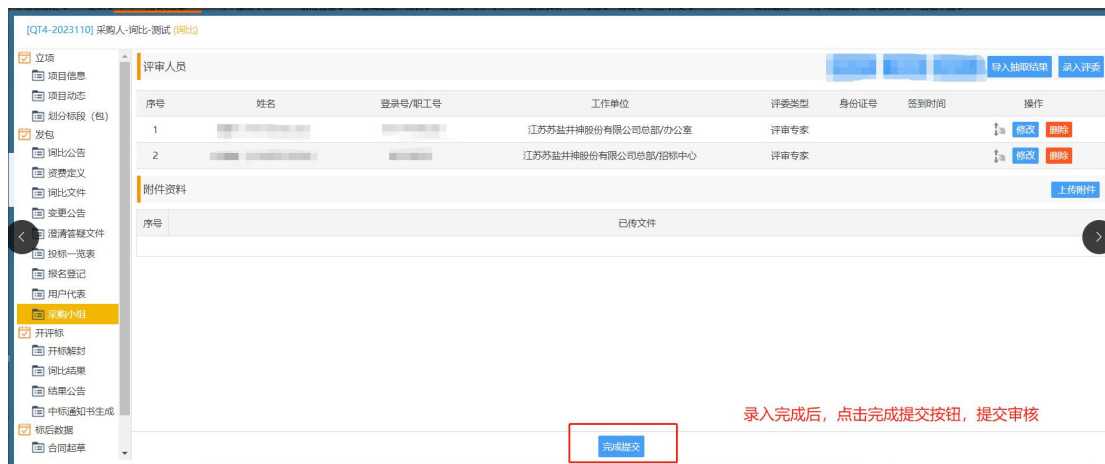 [QT4-2023110] 采购人-询比-测试 (询比)
立项
项目信息
项目动态
划分标段（包）
发包
询比公告
资费定义
询比文件
变更公告
澄清答疑文件
投标一览表
报名登记
用户代表
采购小组
开评标
开标解封
询比结果
结果公告
中标通知书生成
标后数据
合同起草
评审人员
导入抽取结果 录入评委
序号 姓名 登录号/职工号 工作单位 评委类型 身份证号 签到时间 操作
1 江苏苏盐井神股份有限公司总部/办公室 评审专家 修改 删除
2 江苏苏盐井神股份有限公司总部/招标中心 评审专家 修改 删除
附件资料 上传附件
序号 已传文件
录入完成后，点击完成提交按钮，提交审核
完成提交